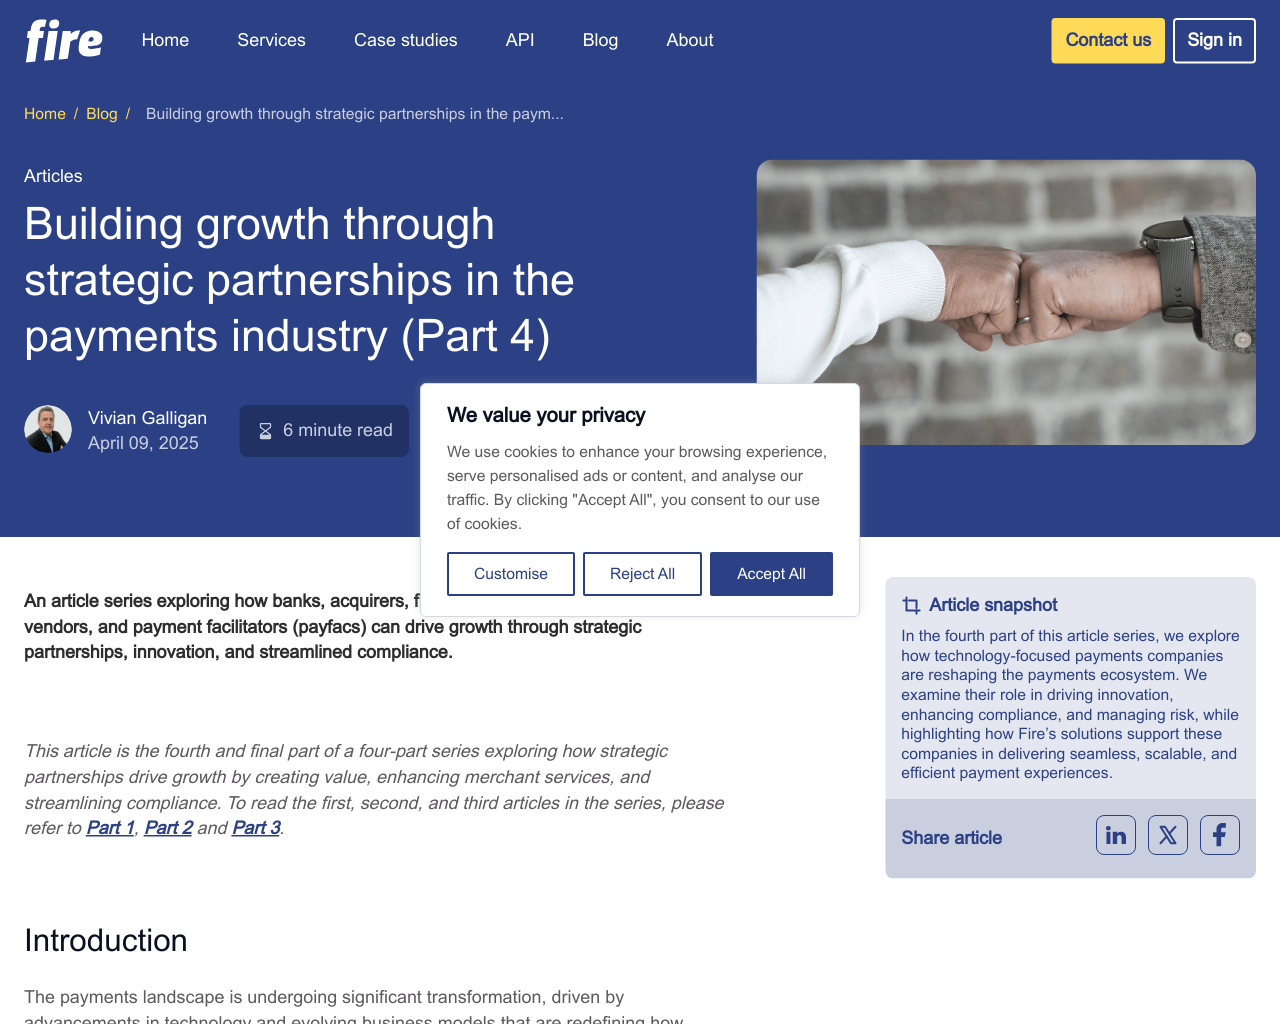 fire
Home
Services
Case studies
API
Blog
About
Contact us
Sign in
Home / Blog / Building growth through strategic partnerships in the paym...
Articles
Building growth through
strategic partnerships in the
payments industry (Part 4)
Vivian Galligan
April 09, 2025
6 minute read
We value your privacy
We use cookies to enhance your browsing experience,
serve personalised ads or content, and analyse our
traffic. By clicking "Accept All", you consent to our use
of cookies.
Customise
Reject All
Accept All
An article series exploring how banks, acquirers, f
vendors, and payment facilitators (payfacs) can drive growth through strategic
partnerships, innovation, and streamlined compliance.
This article is the fourth and final part of a four-part series exploring how strategic
partnerships drive growth by creating value, enhancing merchant services, and
streamlining compliance. To read the first, second, and third articles in the series, please
refer to Part 1, Part 2 and Part 3.
Article snapshot
In the fourth part of this article series, we explore
how technology-focused payments companies
are reshaping the payments ecosystem. We
examine their role in driving innovation,
enhancing compliance, and managing risk, while
highlighting how Fire's solutions support these
companies in delivering seamless, scalable, and
efficient payment experiences.
Share article
Introduction
The payments landscape is undergoing significant transformation, driven by
advancements in technology and evolving business models that are redefining how